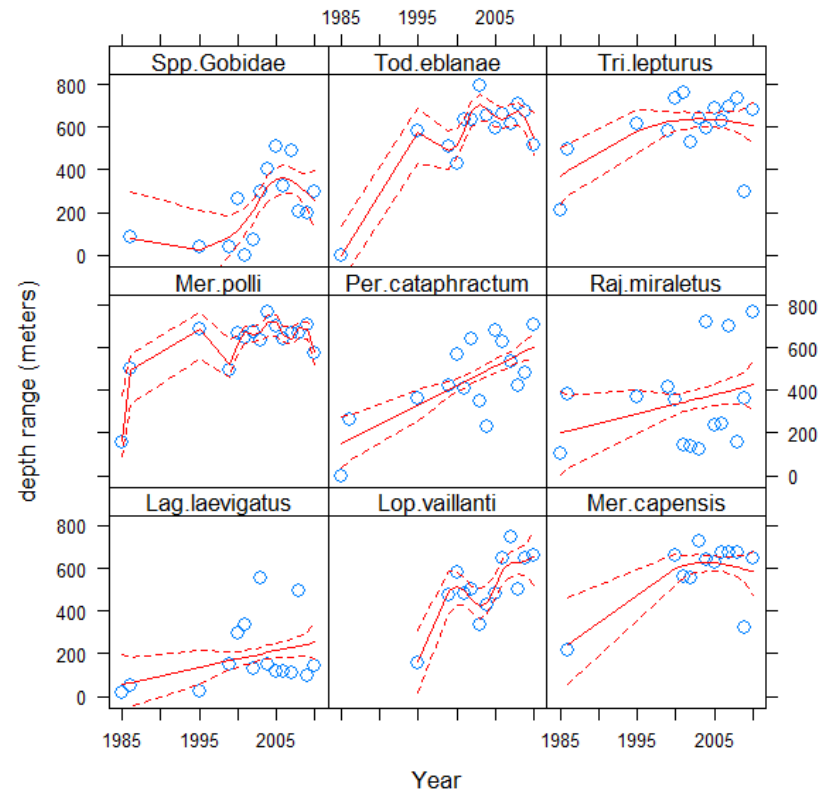 1985 1995 2005
Spp.Gobidae Tod.eblanae Tri.lepturus
800
600
400
200
0
Mer.polli Per.cataphractum Raj.miraletus
800
600
400
200
0
depth range (meters)
Lag.laevigatus Lop.vaillanti Mer.capensis
800
600
400
200
0
1985 1995 2005 1985 1995 2005
Year